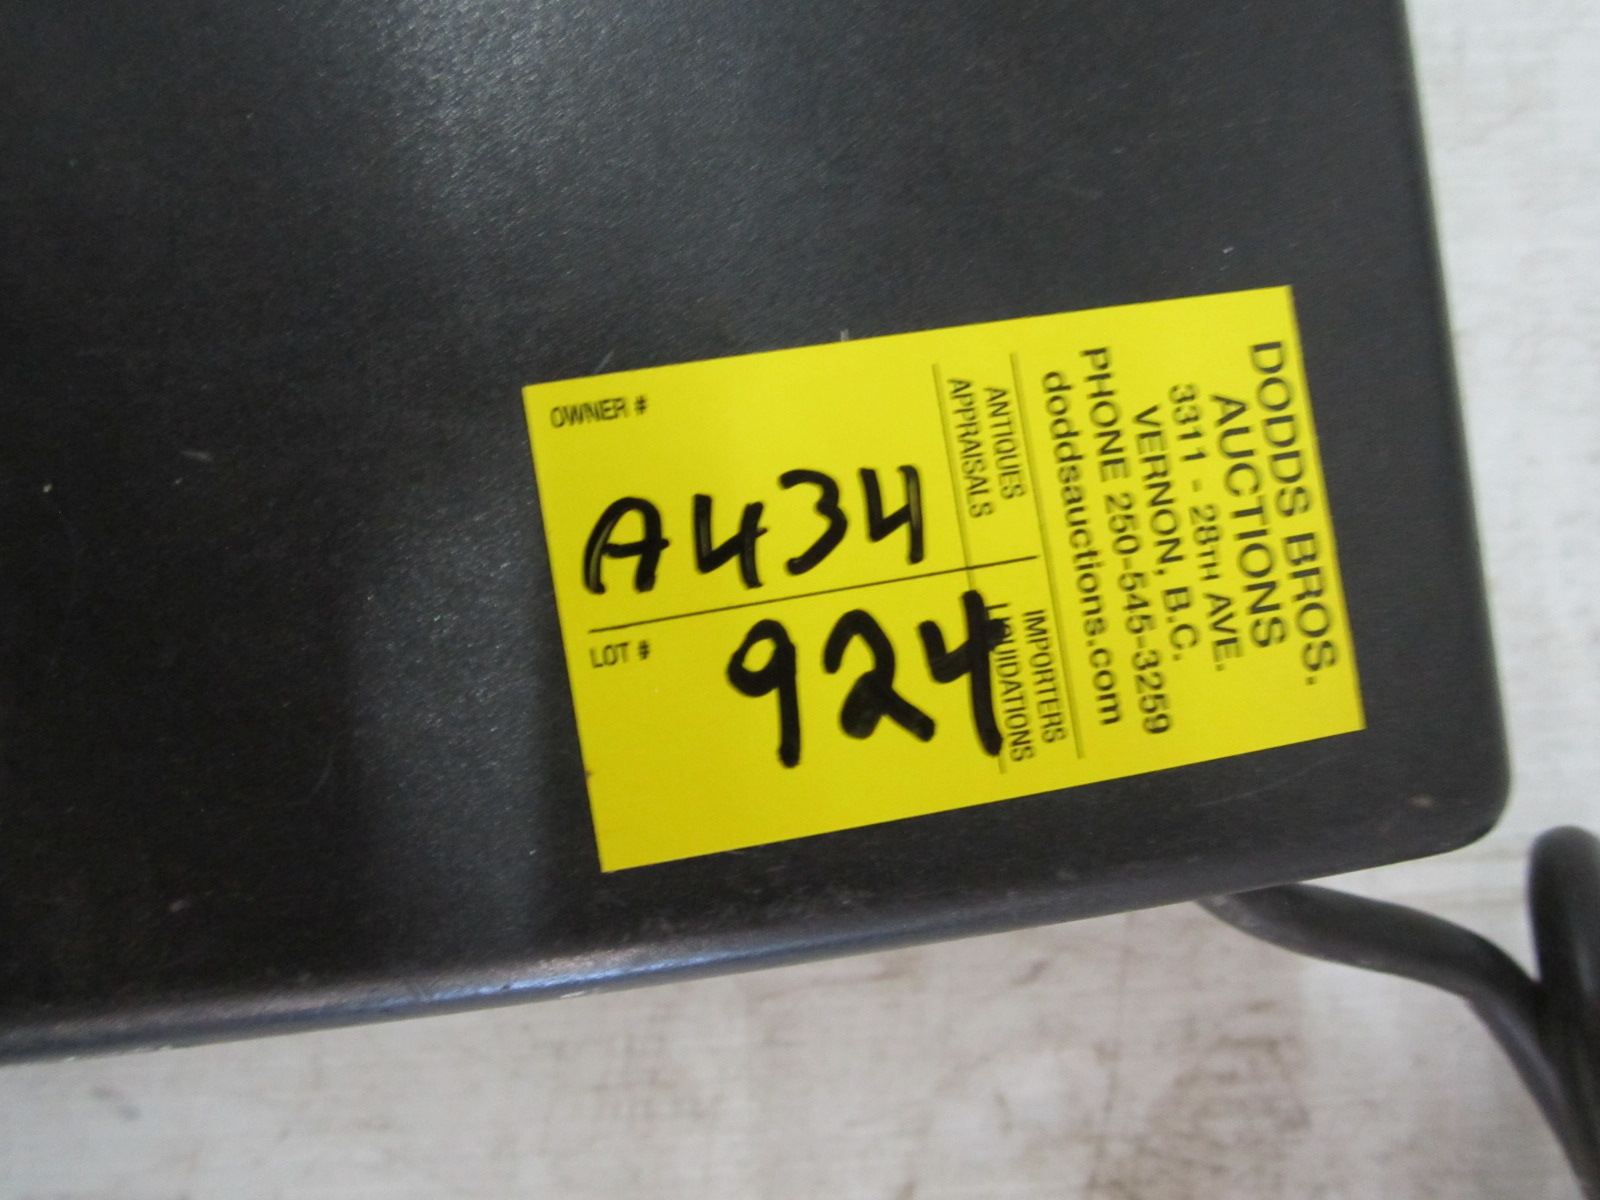 DODDS BROS.
AUCTIONS
3311 - 28TH AVE.
VERNON, B.C.
PHONE 250-545-3259
doddsauctions.com
ANTIQUES
APPRAISALS
IMPORTERS
LIQUIDATIONS
OWNER #
A434
LOT #
924